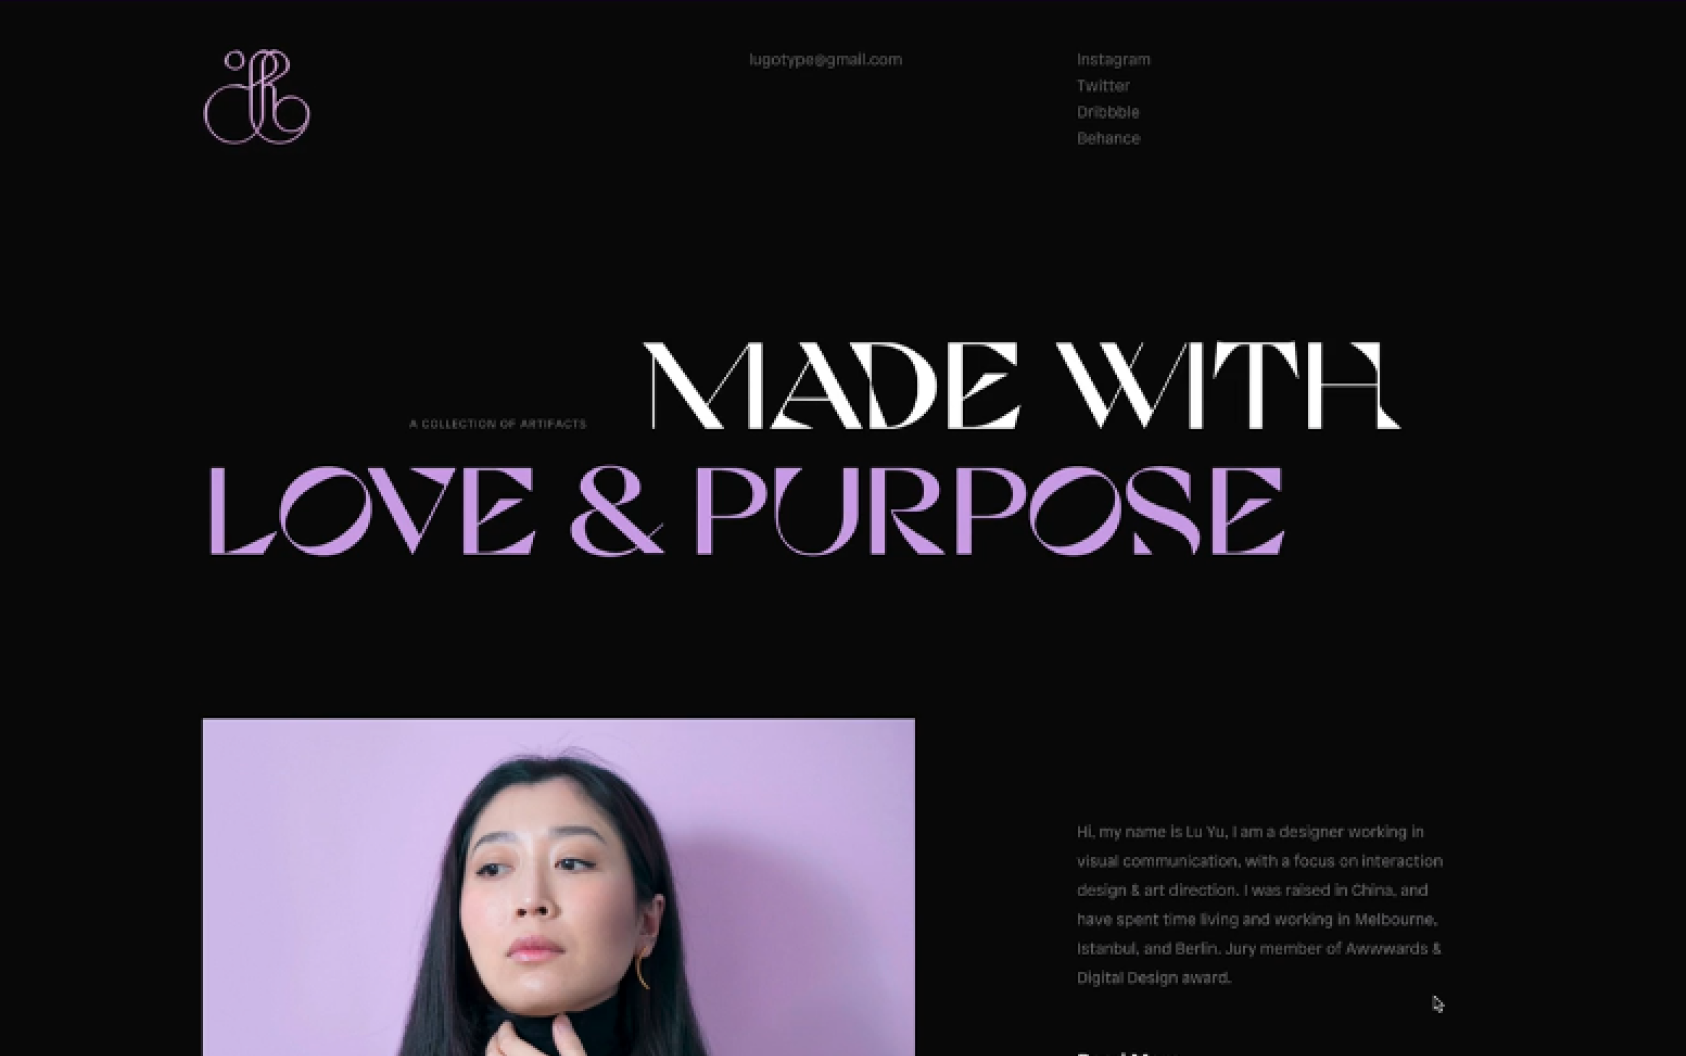 lugotype@gmail.com
Instagram
Twitter
Dribbble
Behance
A COLLECTION OF ARTIFACTS
MADE WITH
LOVE & PURPOSE
Hi, my name is Lu Yu, I am a designer working in
visual communication, with a focus on interaction
design & art direction. I was raised in China, and
have spent time living and working in Melbourne,
Istanbul, and Berlin. Jury member of Awwwards &
Digital Design award.